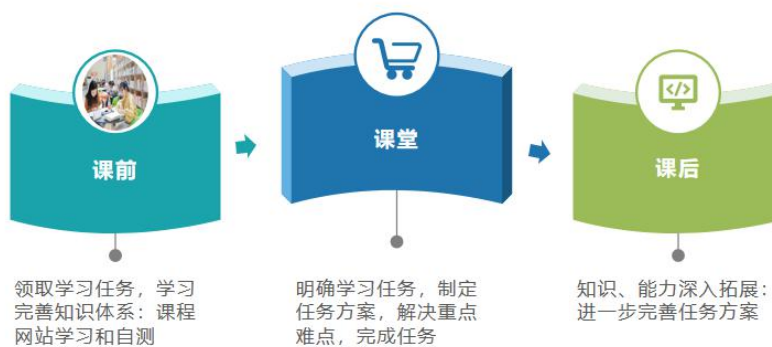 课前
领取学习任务，学习
完善知识体系：课程
网站学习和自测
课堂
明确学习任务，制定
任务方案，解决重点
难点，完成任务
</>
课后
知识、能力深入拓展：
进一步完善任务方案